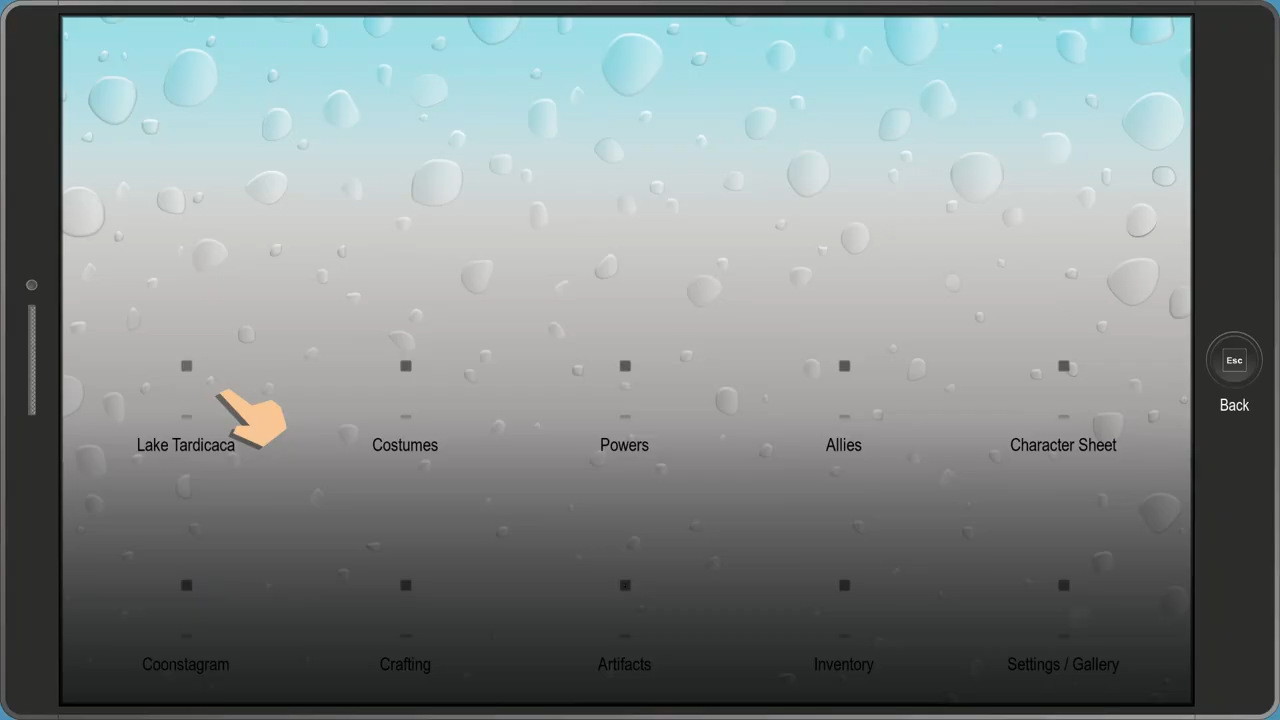 Esc
Back
Lake Tardicaca
Costumes
Powers
Allies
Character Sheet
Coonstagram
Crafting
Artifacts
Inventory
Settings / Gallery